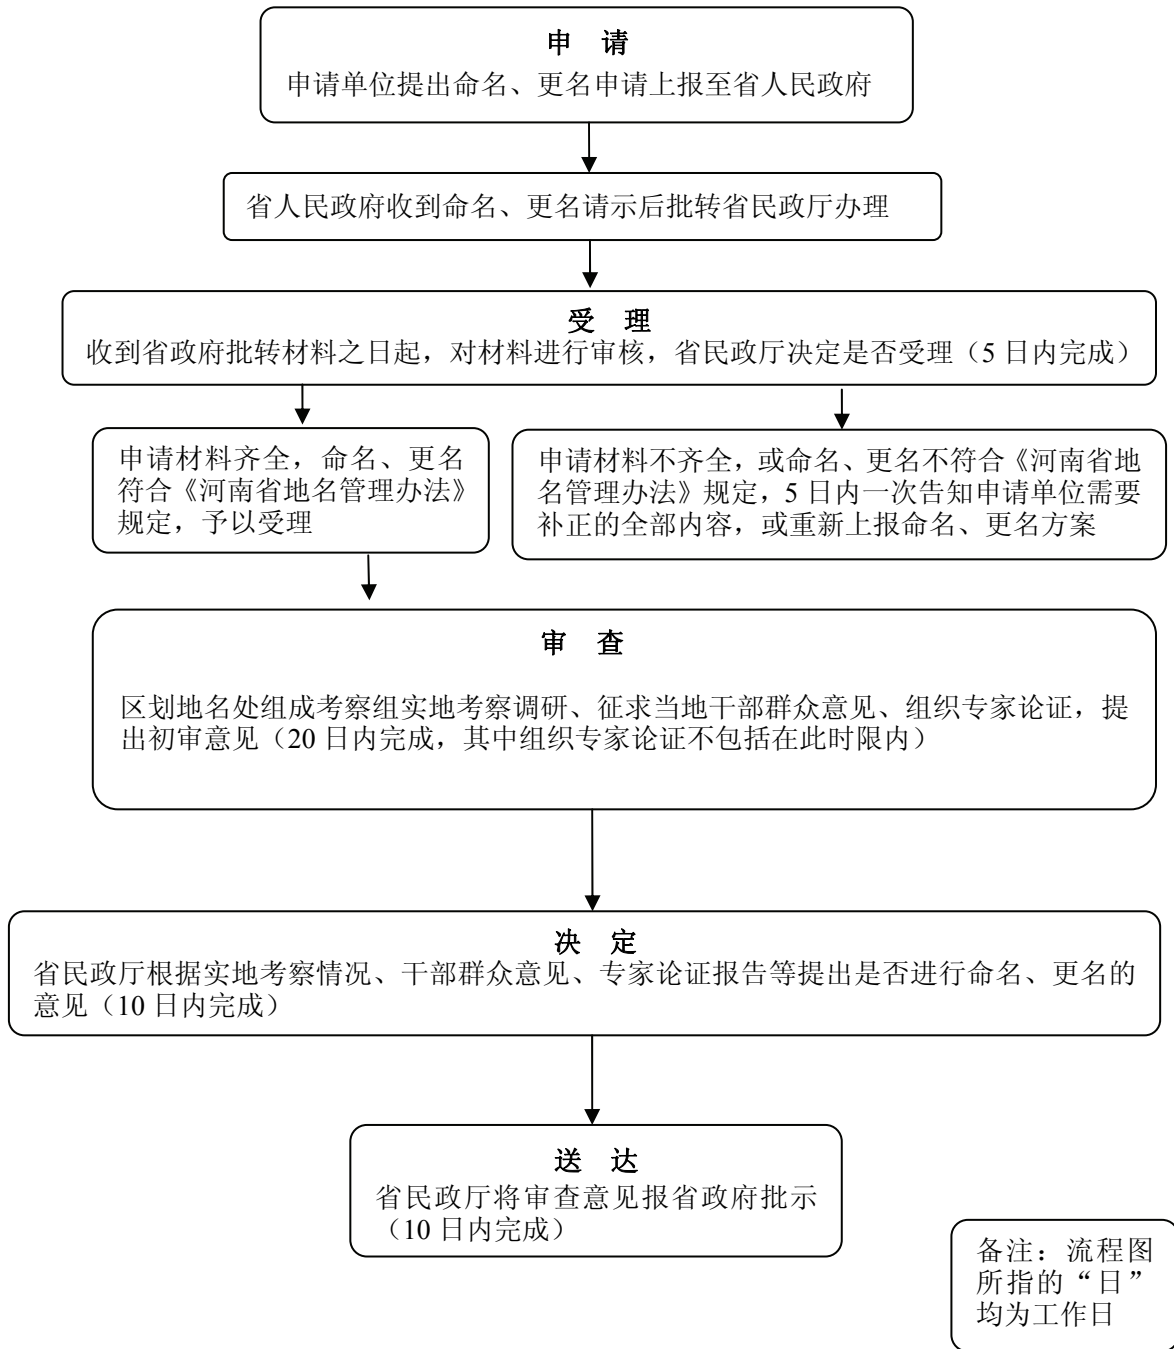 申 请
申请单位提出命名、更名申请上报至省人民政府
省人民政府收到命名、更名请示后批转省民政厅办理
受 理
收到省政府批转材料之日起，对材料进行审核，省民政厅决定是否受理（5 日内完成）
申请材料齐全，命名、更名
符合《河南省地名管理办法》
规定，予以受理
申请材料不齐全，或命名、更名不符合《河南省地
名管理办法》规定，5 日内一次告知申请单位需要
补正的全部内容，或重新上报命名、更名方案
审 查
区划地名处组成考察组实地考察调研、征求当地干部群众意见、组织专家论证，提
出初审意见（20 日内完成，其中组织专家论证不包括在此时限内）
决 定
省民政厅根据实地考察情况、干部群众意见、专家论证报告等提出是否进行命名、更名的
意见（10 日内完成）
送 达
省民政厅将审查意见报省政府批示
（10 日内完成）
备注：流程图
所指的“日”
均为工作日